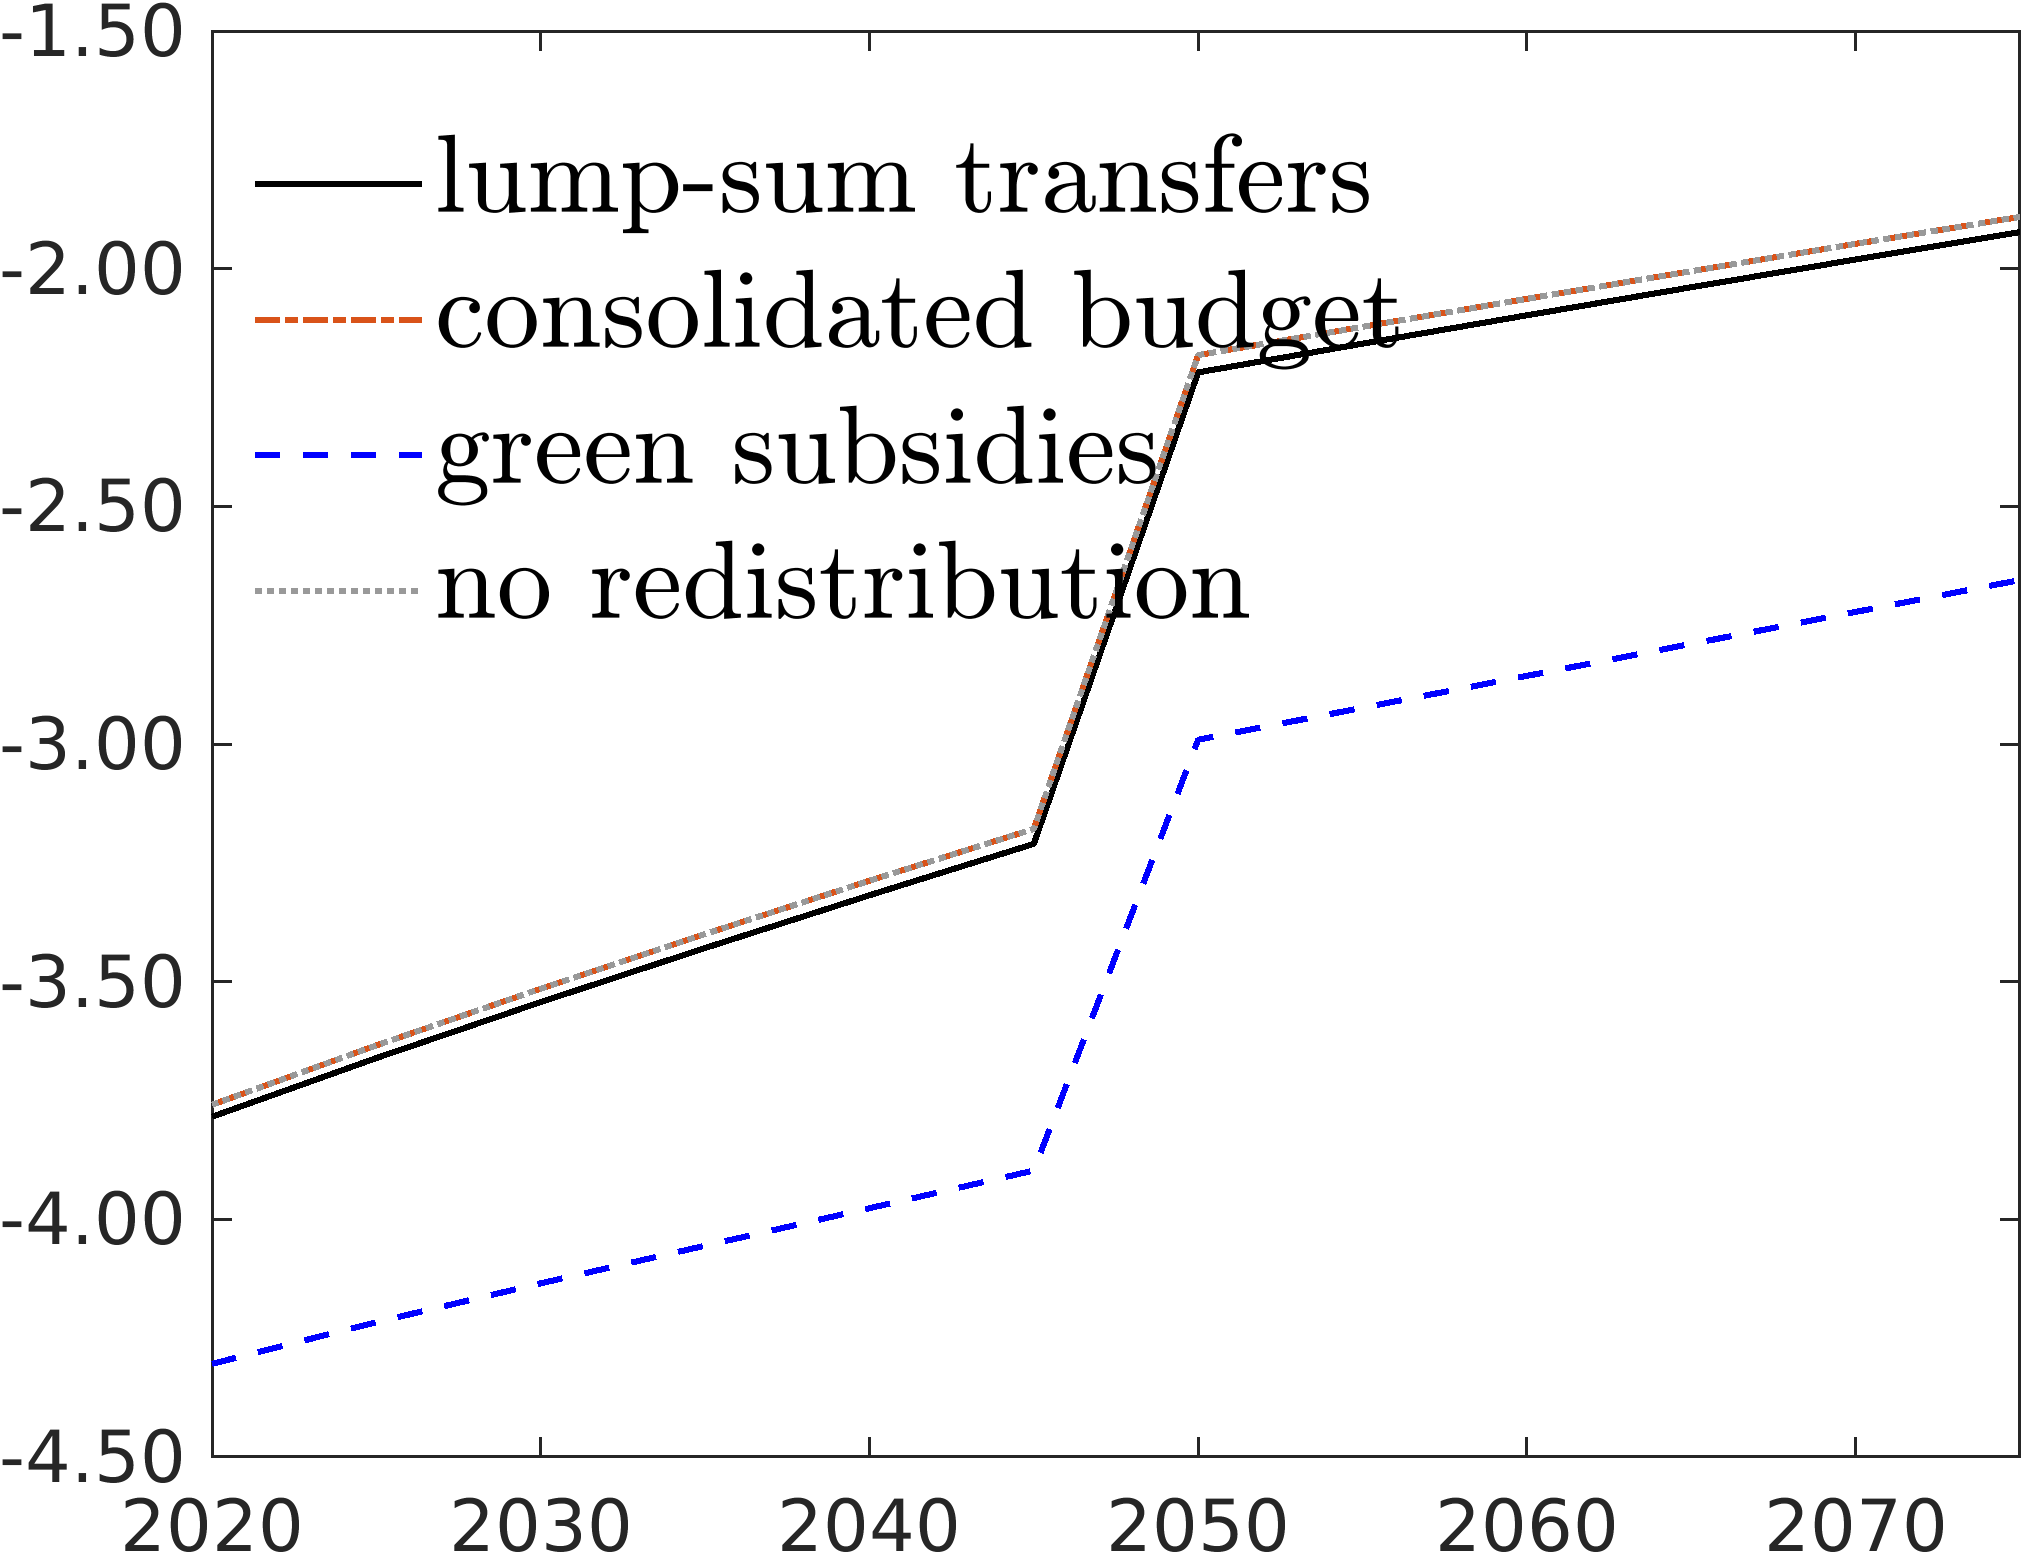 -1.50
-2.00
-2.50
-3.00
-3.50
-4.00
-4.50
lump-sum transfers
consolidated budget
green subsidies
no redistribution
2020 2030 2040 2050 2060 2070